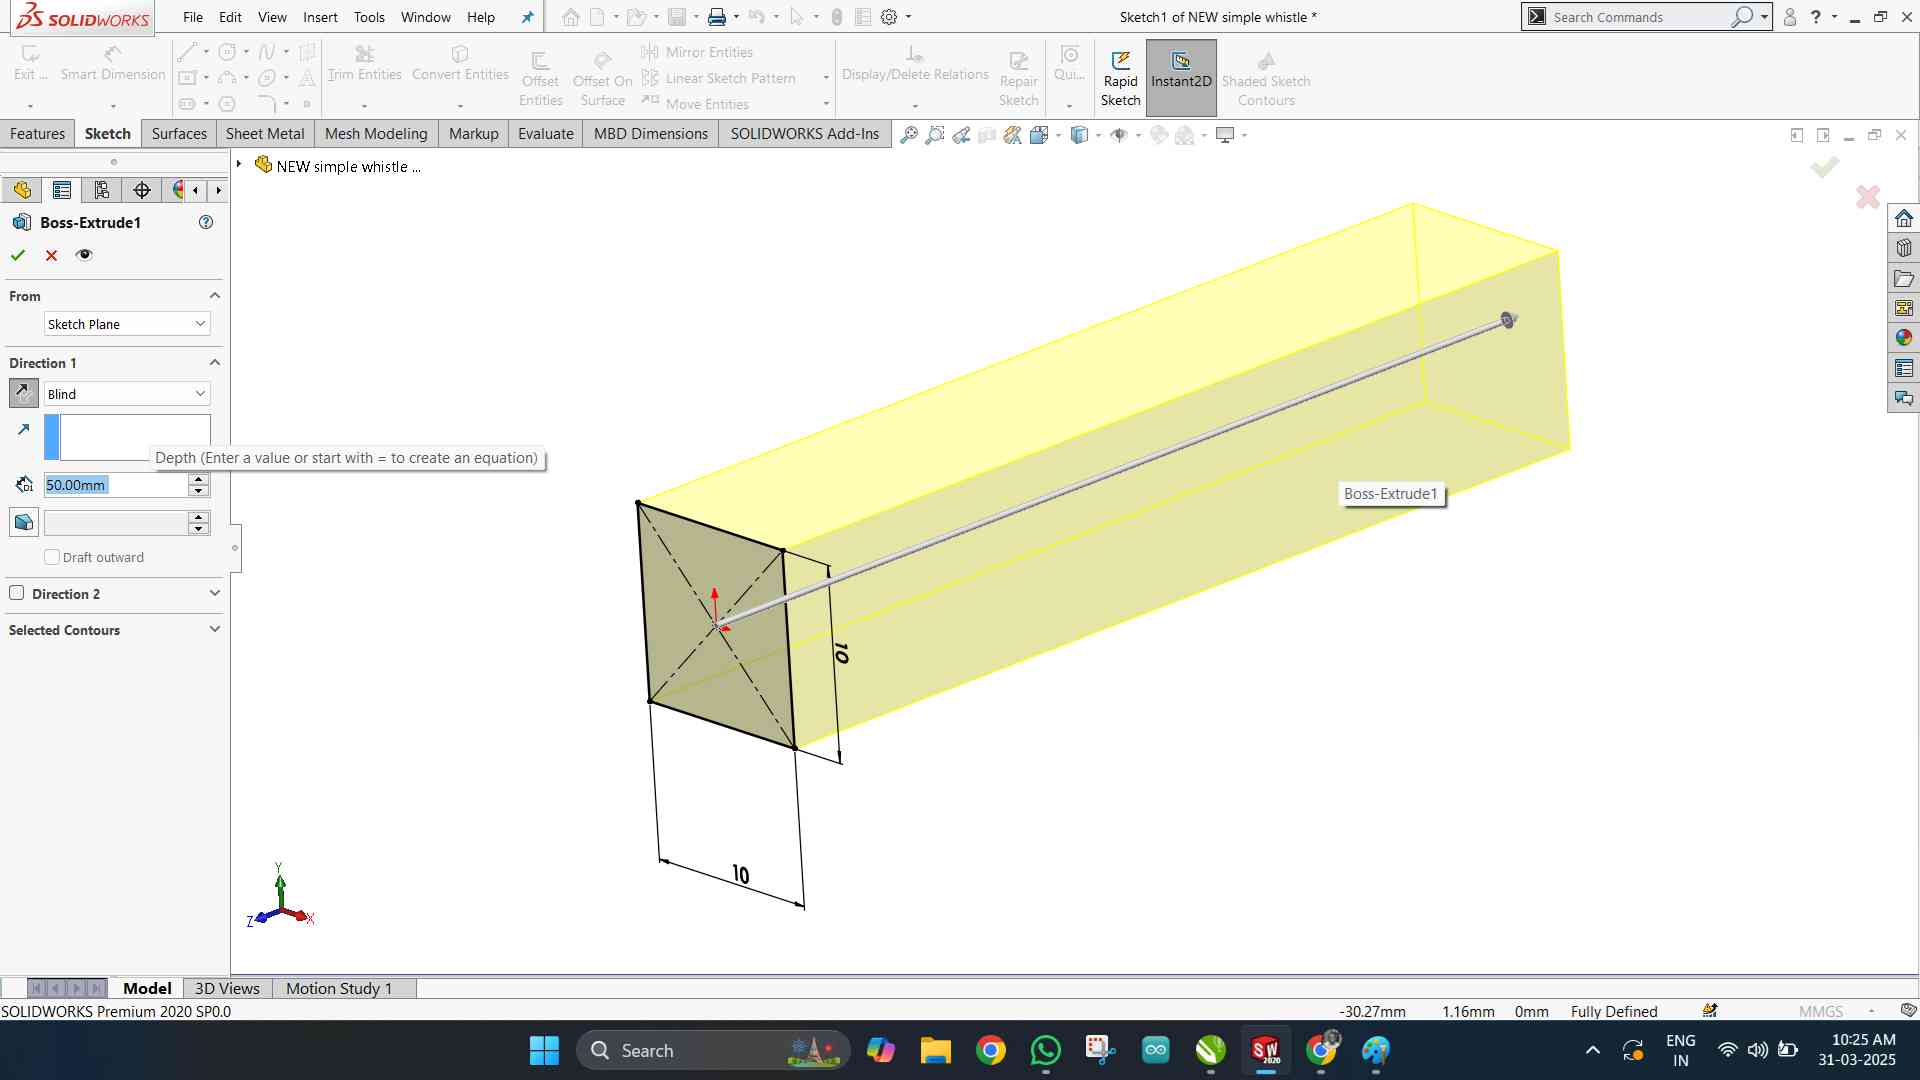 SOLIDWORKS File Edit View Insert Tools Window Help
Sketch1 of NEW simple whistle *
Search Commands
Exit ... Smart Dimension Trim Entities Convert Entities Offset Entities Offset On Surface
Mirror Entities
Linear Sketch Pattern
Move Entities
Display/Delete Relations Repair Sketch Qui... Rapid Sketch Instant2D Shaded Sketch Contours
Features Sketch Surfaces Sheet Metal Mesh Modeling Markup Evaluate MBD Dimensions SOLIDWORKS Add-Ins
NEW simple whistle ...
Boss-Extrude1
From
Sketch Plane
Direction 1
Blind
Depth (Enter a value or start with = to create an equation)
50.00mm
Draft outward
Direction 2
Selected Contours
Boss-Extrude1
10
10
Y
Z
X
Model 3D Views Motion Study 1
SOLIDWORKS Premium 2020 SP0.0
-30.27mm 1.16mm 0mm Fully Defined MMGS
Search
SW
2020
ENG
IN
10:25 AM
31-03-2025